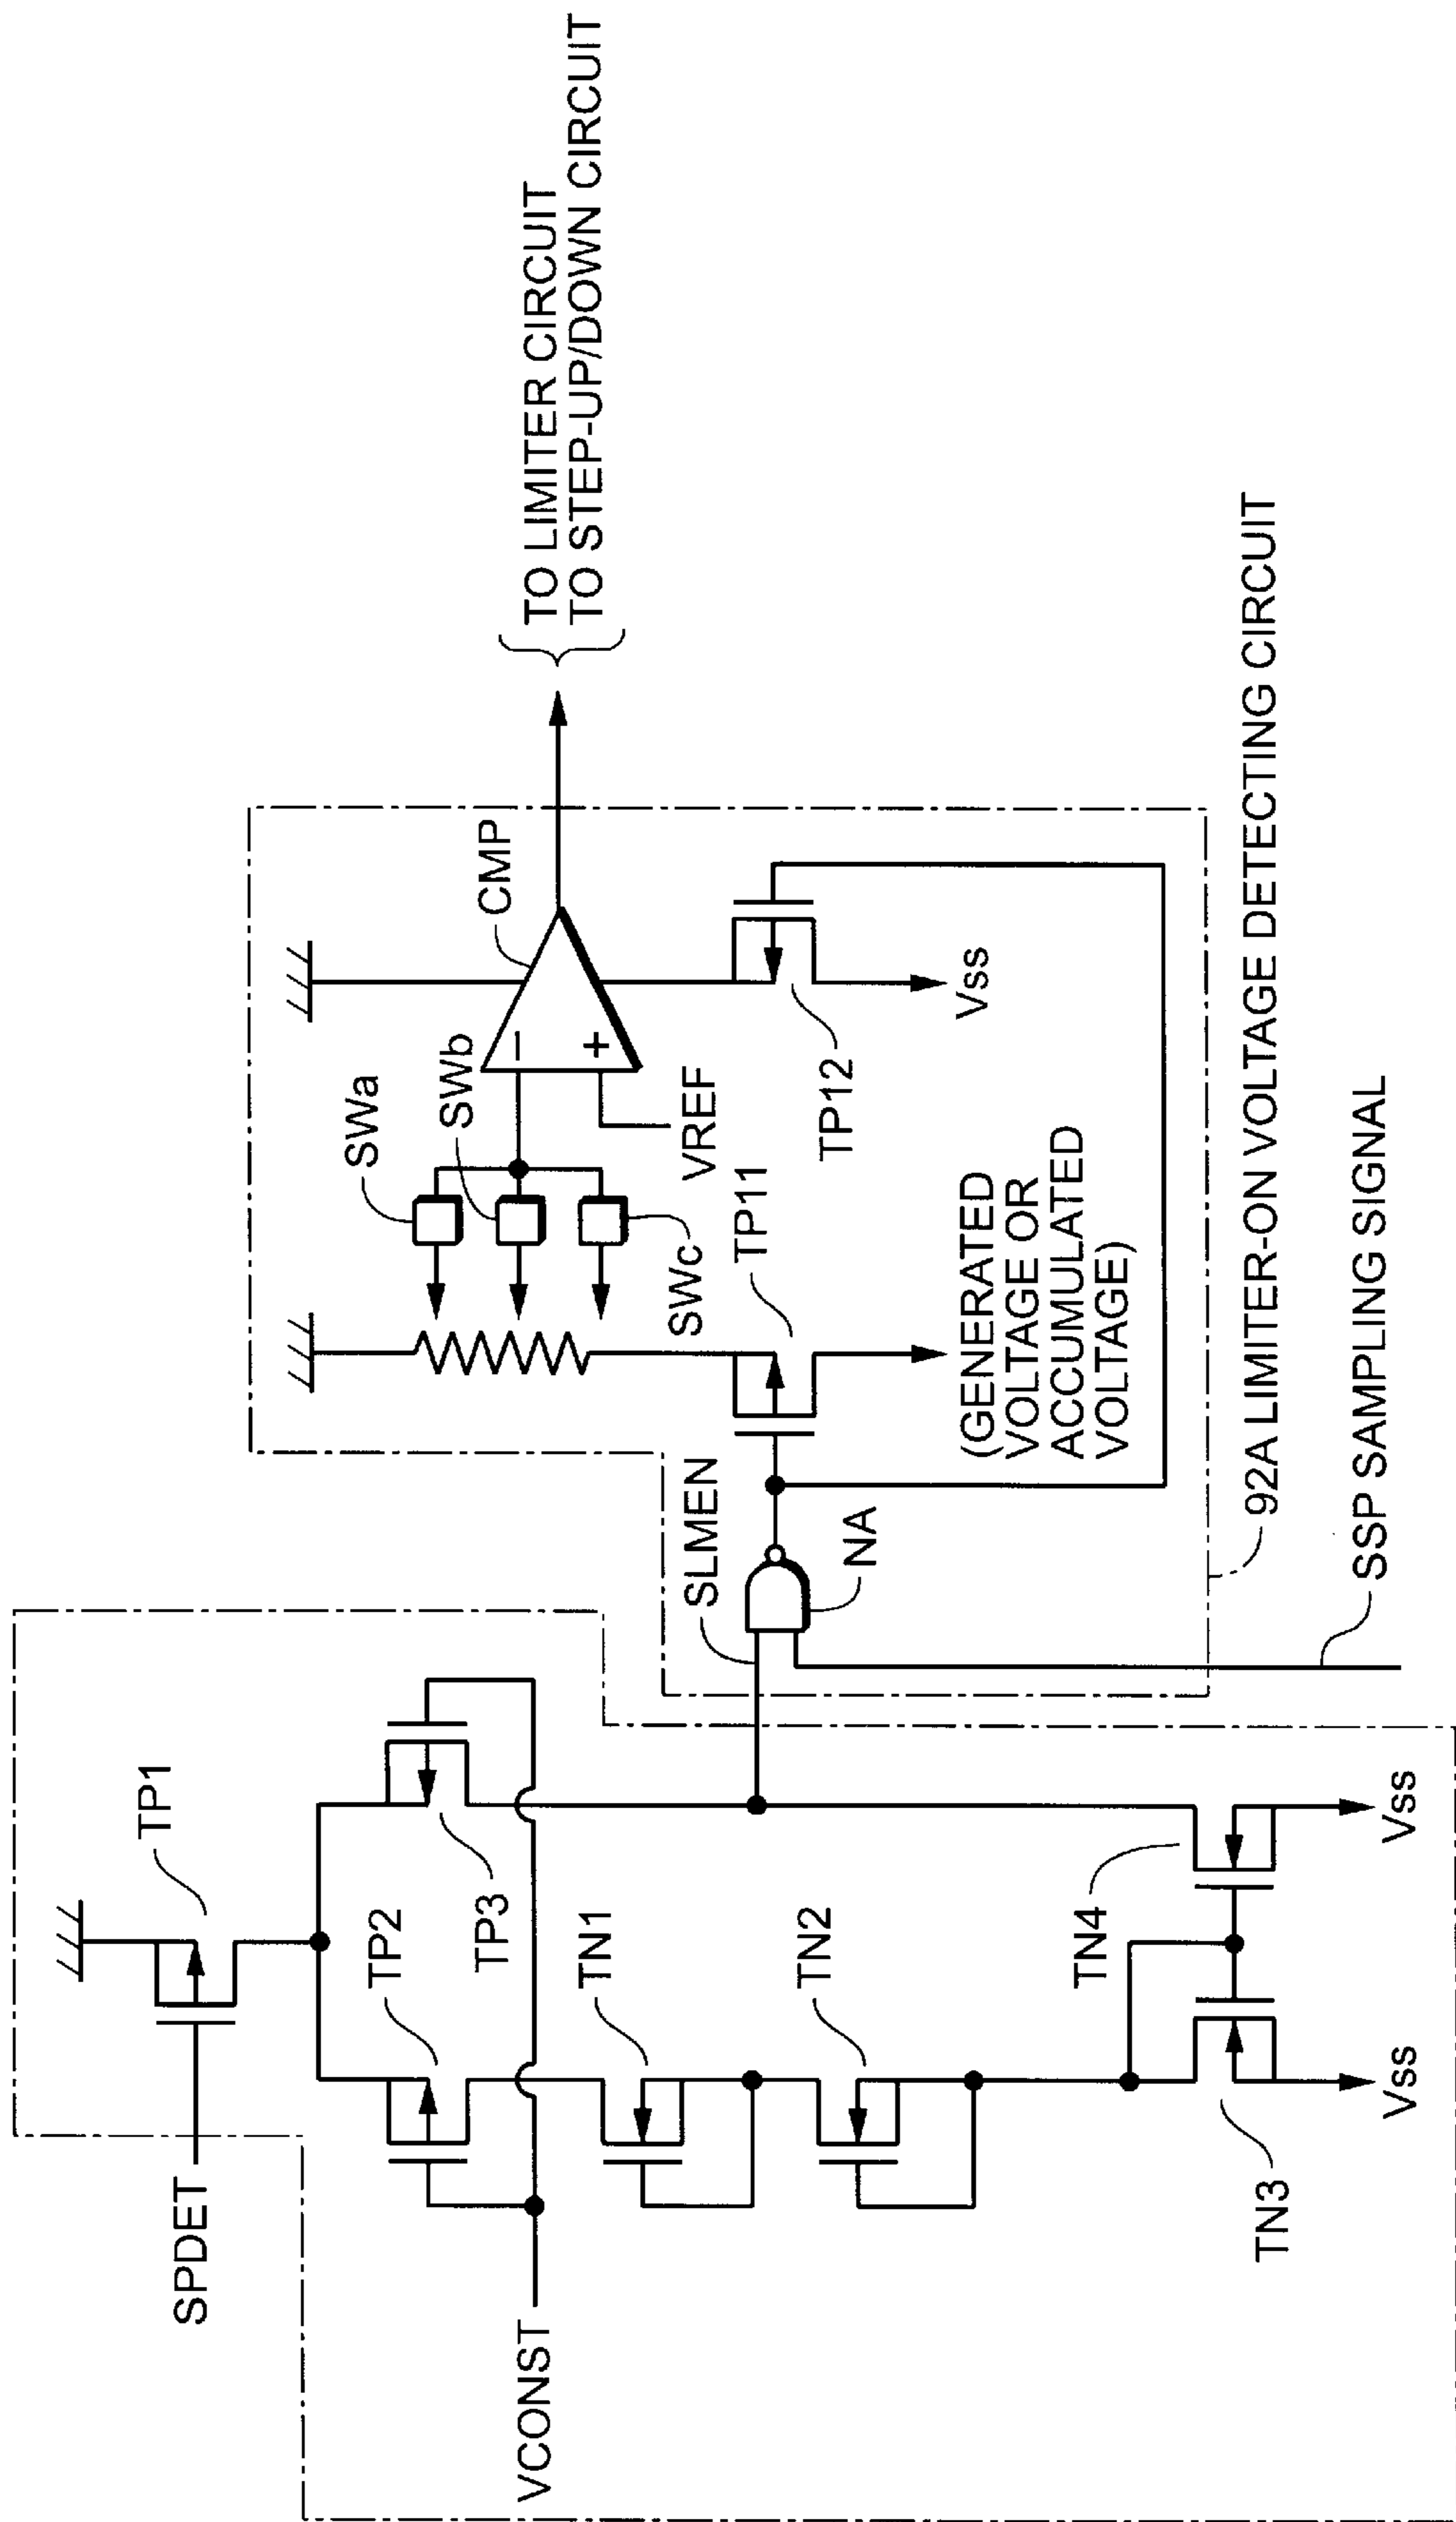 SPDET
TP1
VCONST
TP2
TP3
TN1
TN2
TN3
TN4
Vss
Vss
SLMEN
NA
SWa
SWb
SWc
CMP
VREF
TP11
TP12
Vss
(GENERATED
VOLTAGE OR
ACCUMULATED
VOLTAGE)
TO LIMITER CIRCUIT
TO STEP-UP/DOWN CIRCUIT
92A LIMITER-ON VOLTAGE DETECTING CIRCUIT
SSP SAMPLING SIGNAL
-
+